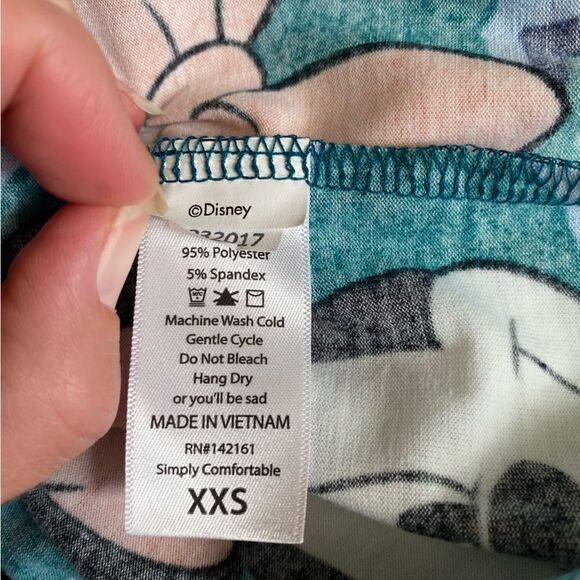 ©Disney
95% Polyester
5% Spandex
Machine Wash Cold
Gentle Cycle
Do Not Bleach
Hang Dry
or you'll be sad
MADE IN VIETNAM
RN#142161
Simply Comfortable
XXS